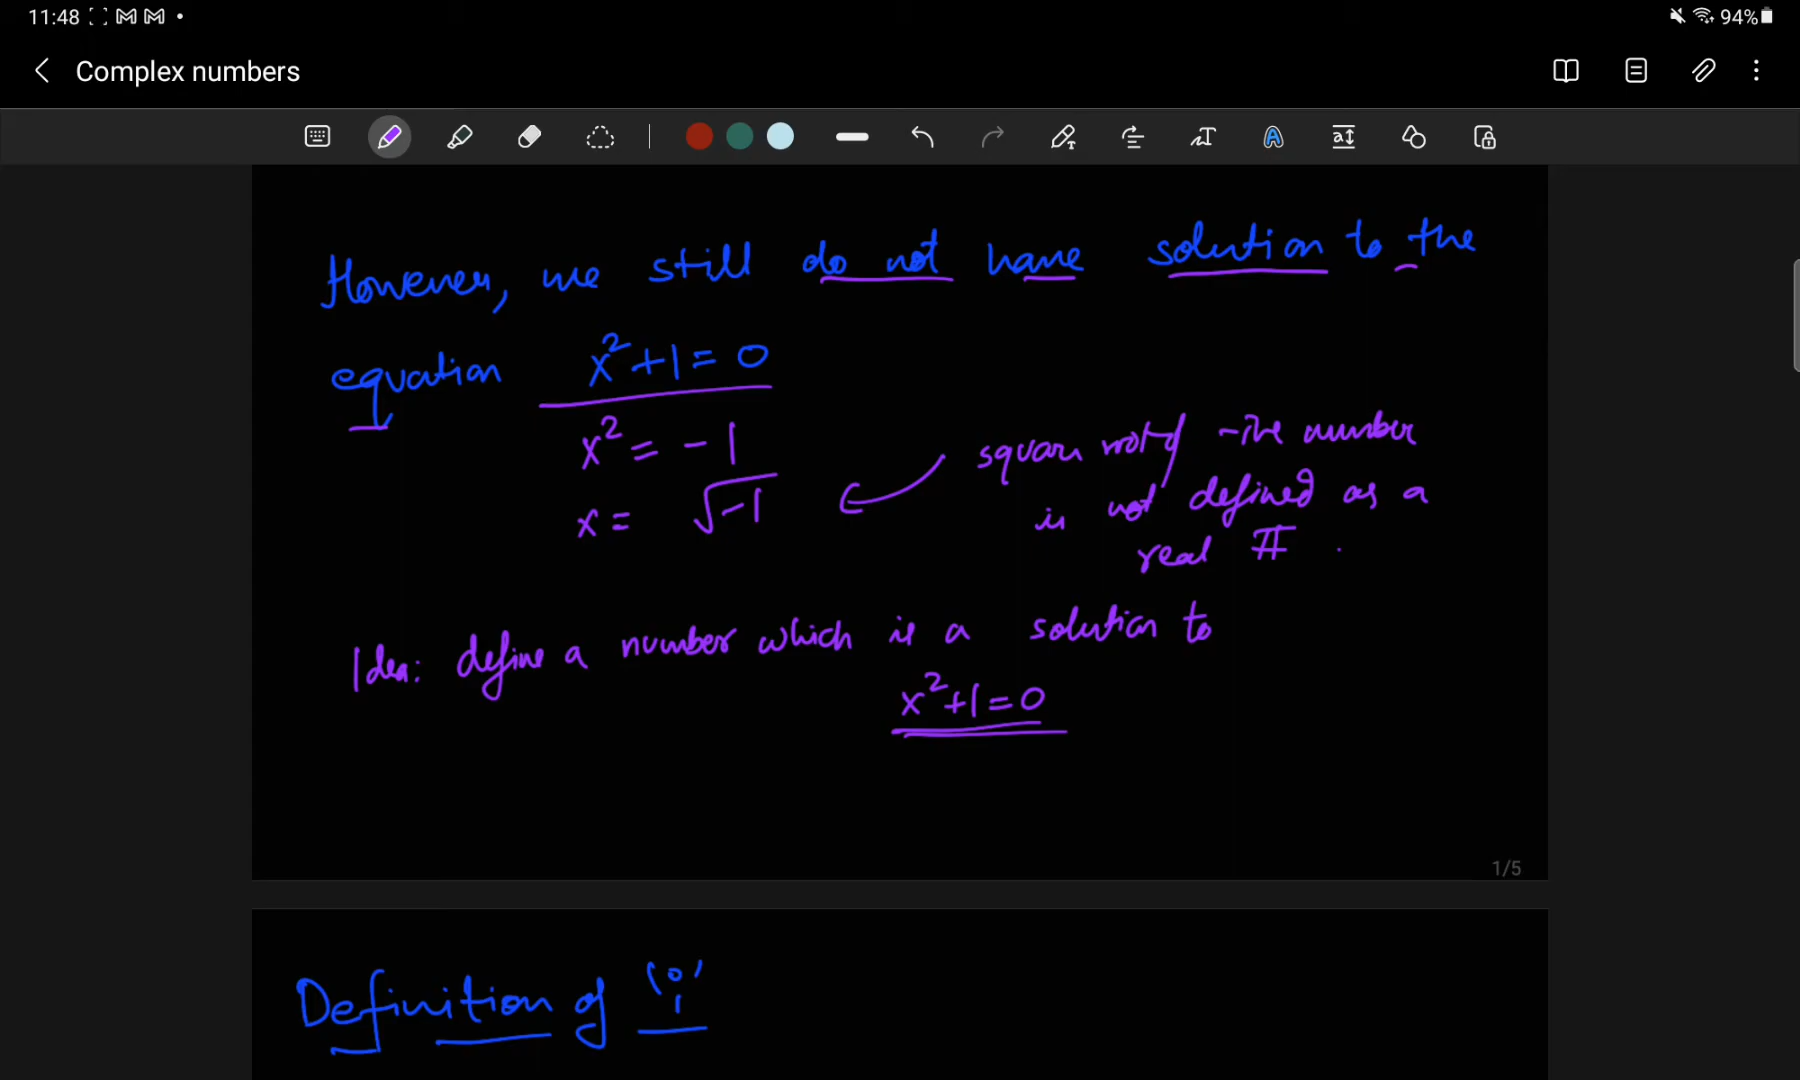 11:48
94%
Complex numbers
However, we still do not have solution to the
equation x²+1=0
x² = -1
x = √-1
square root of -ive number
is not defined as a
real #.
Idea: define a number which is a solution to
x²+1=0
1/5
Definition of 'i'